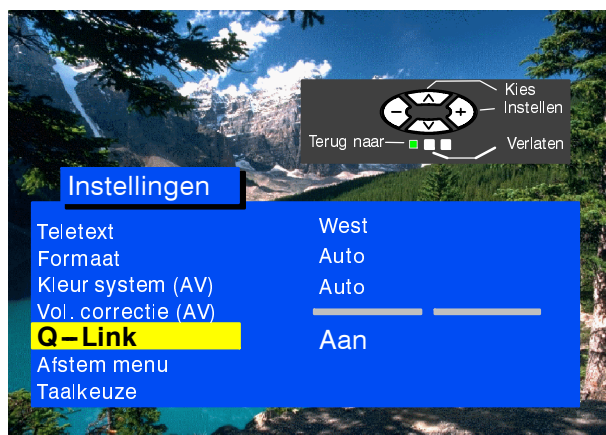 Kies
Instellen
Terug naar
Verlaten
Instellingen
Teletext West
Formaat Auto
Kleur system (AV) Auto
Vol. correctie (AV)
Q–Link Aan
Afstem menu
Taalkeuze